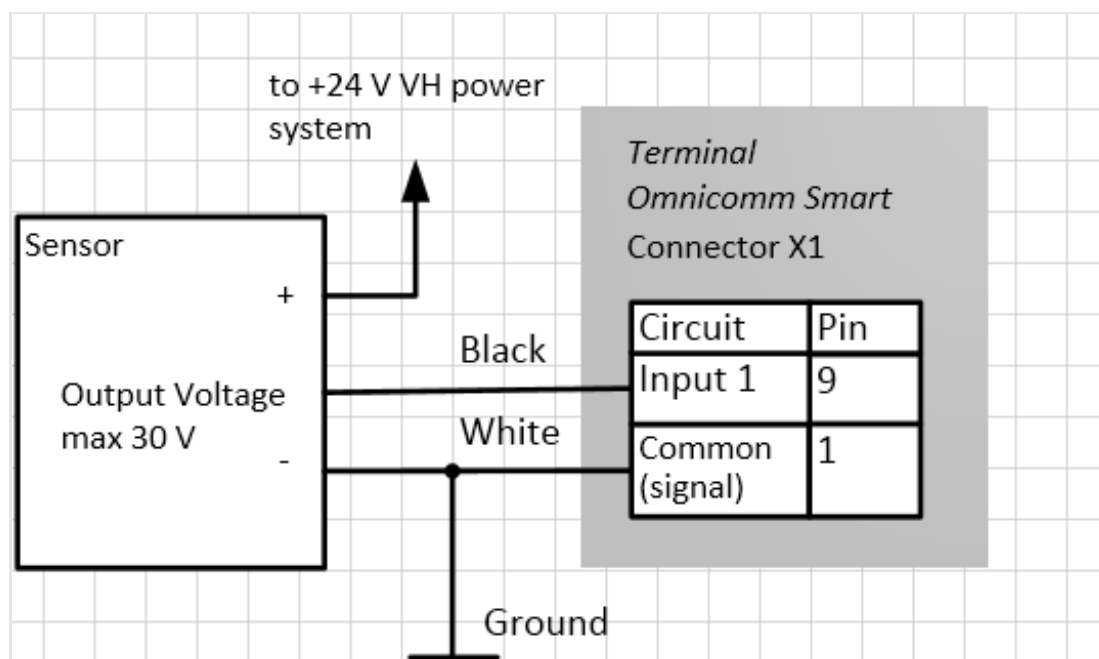 to +24 V VH power
system
Terminal
Omnicomm Smart
Connector X1
Sensor
+
Output Voltage
max 30 V
-
Black
White
Circuit Pin
Input 1 9
Common 1
(signal)
Ground